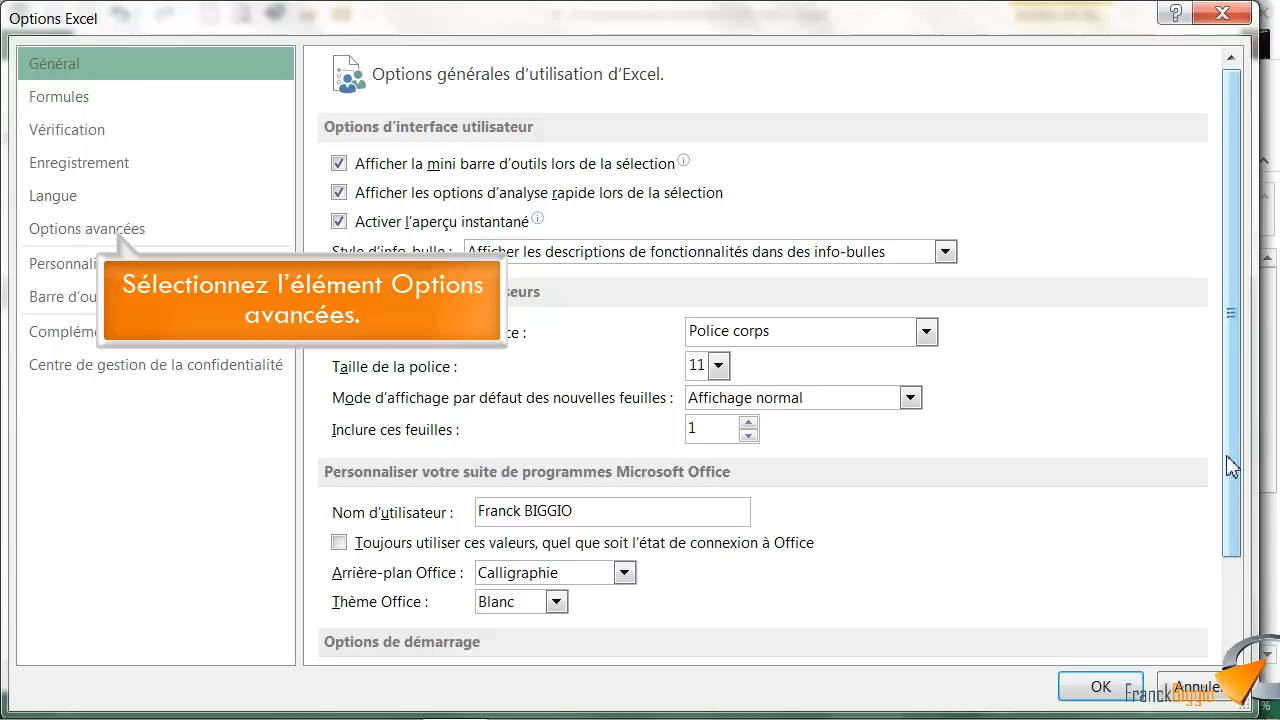 Options Excel
Général
Formules
Vérification
Enregistrement
Langue
Options avancées
Personnali
Barre d'ou
Compléme
Centre de gestion de la confidentialité
Sélectionnez l'élément Options
avancées.
Options générales d'utilisation d'Excel.
Options d'interface utilisateur
Afficher la mini barre d'outils lors de la sélection
Afficher les options d'analyse rapide lors de la sélection
Activer l'aperçu instantané
Style d'info-bulle : Afficher les descriptions de fonctionnalités dans des info-bulles
seurs
ce : Police corps
Taille de la police : 11
Mode d'affichage par défaut des nouvelles feuilles : Affichage normal
Inclure ces feuilles : 1
Personnaliser votre suite de programmes Microsoft Office
Nom d'utilisateur : Franck BIGGIO
Toujours utiliser ces valeurs, quel que soit l'état de connexion à Office
Arrière-plan Office : Calligraphie
Thème Office : Blanc
Options de démarrage
OK
Annuler
FranckBiggio